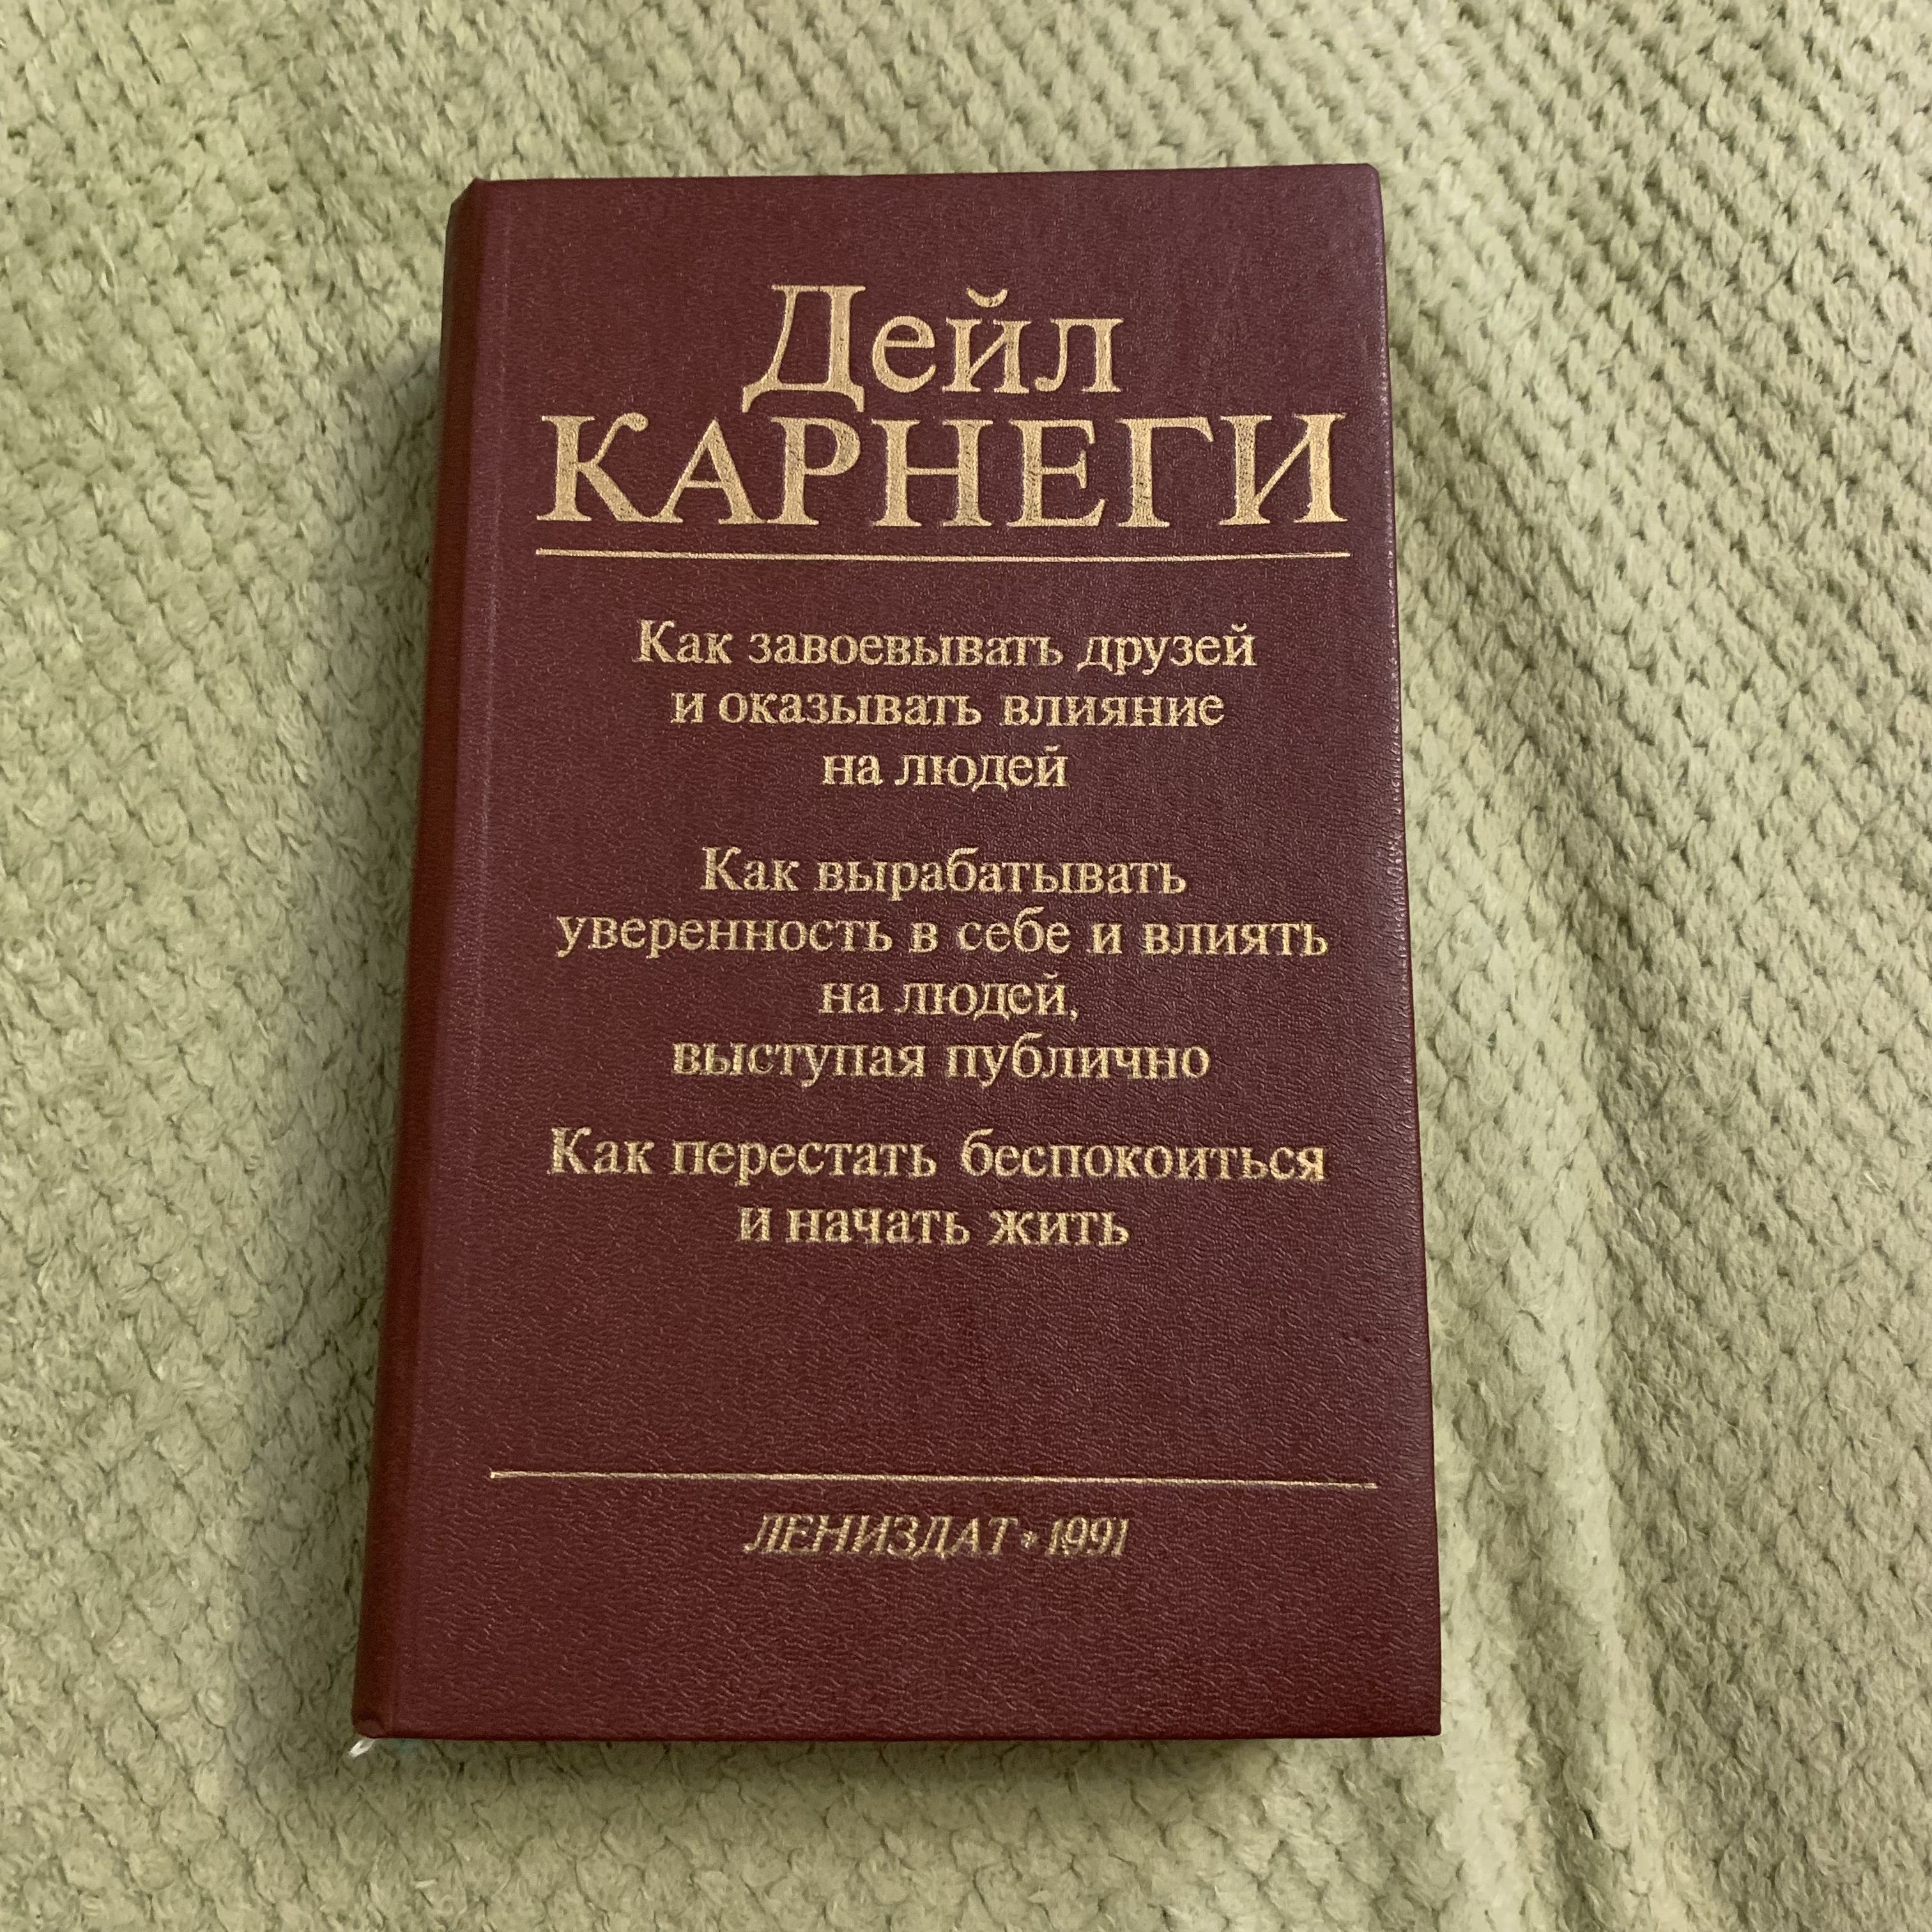 Дейл
КАРНЕГИ
Как завоевывать друзей
и оказывать влияние
на людей
Как вырабатывать
уверенность в себе и влиять
на людей,
выступая публично
Как перестать беспокоиться
и начать жить
ЛЕНИЗДАТ • 1991